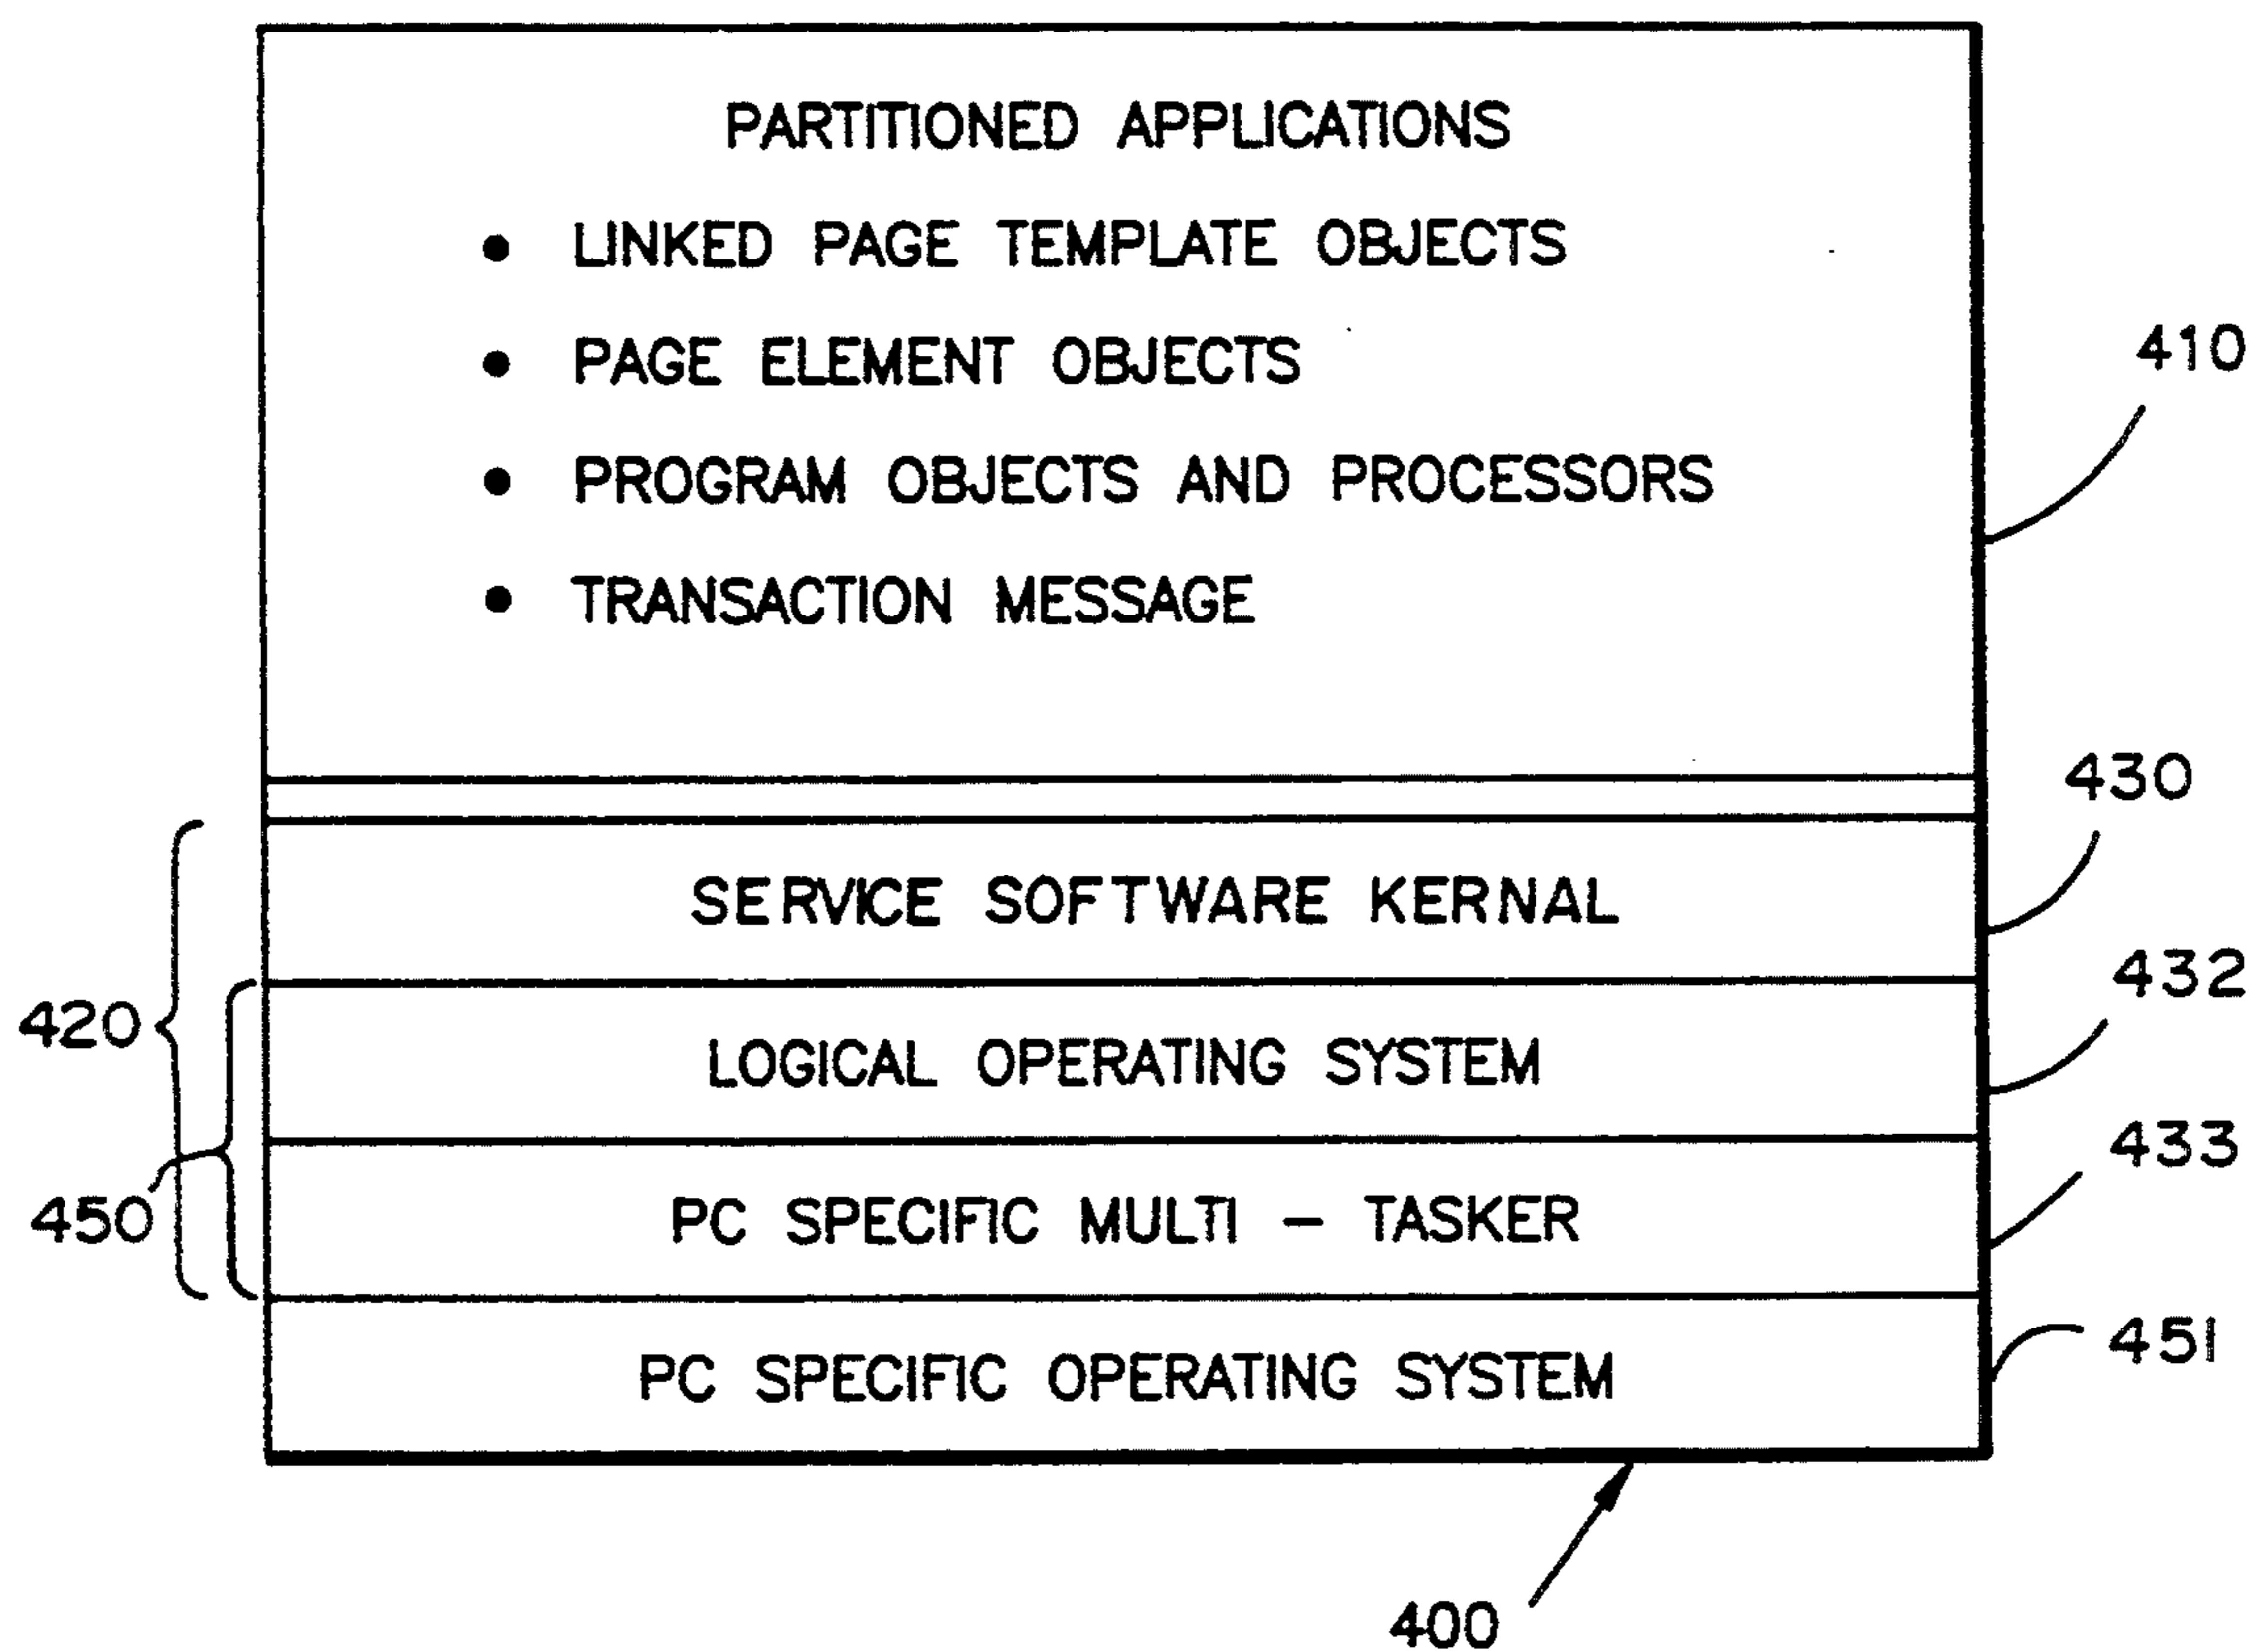 PARTITIONED APPLICATIONS
• LINKED PAGE TEMPLATE OBJECTS
• PAGE ELEMENT OBJECTS
• PROGRAM OBJECTS AND PROCESSORS
• TRANSACTION MESSAGE
410
430
SERVICE SOFTWARE KERNAL
432
420
LOGICAL OPERATING SYSTEM
433
450
PC SPECIFIC MULTI - TASKER
451
PC SPECIFIC OPERATING SYSTEM
400